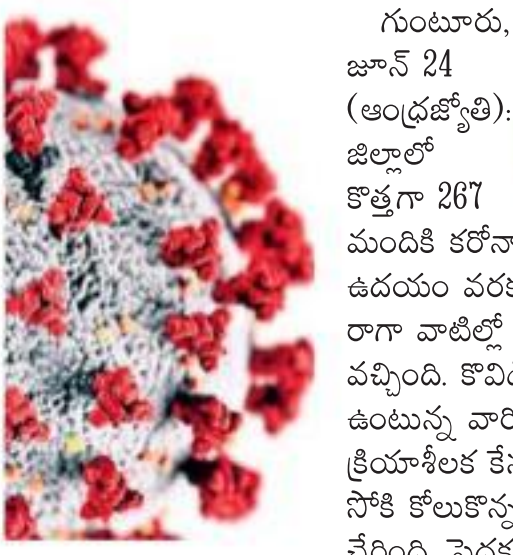 గుంటూరు,
జూన్ 24
(ఆంధ్రజ్యోతి):
జిల్లాలో
కొత్తగా 267
మందికి కరోనా
ఉదయం
రాగా వాటిల్లో
వచ్చింది.
ఉంటున్న
క్రియాశీలక
సోకి
చేరింది.